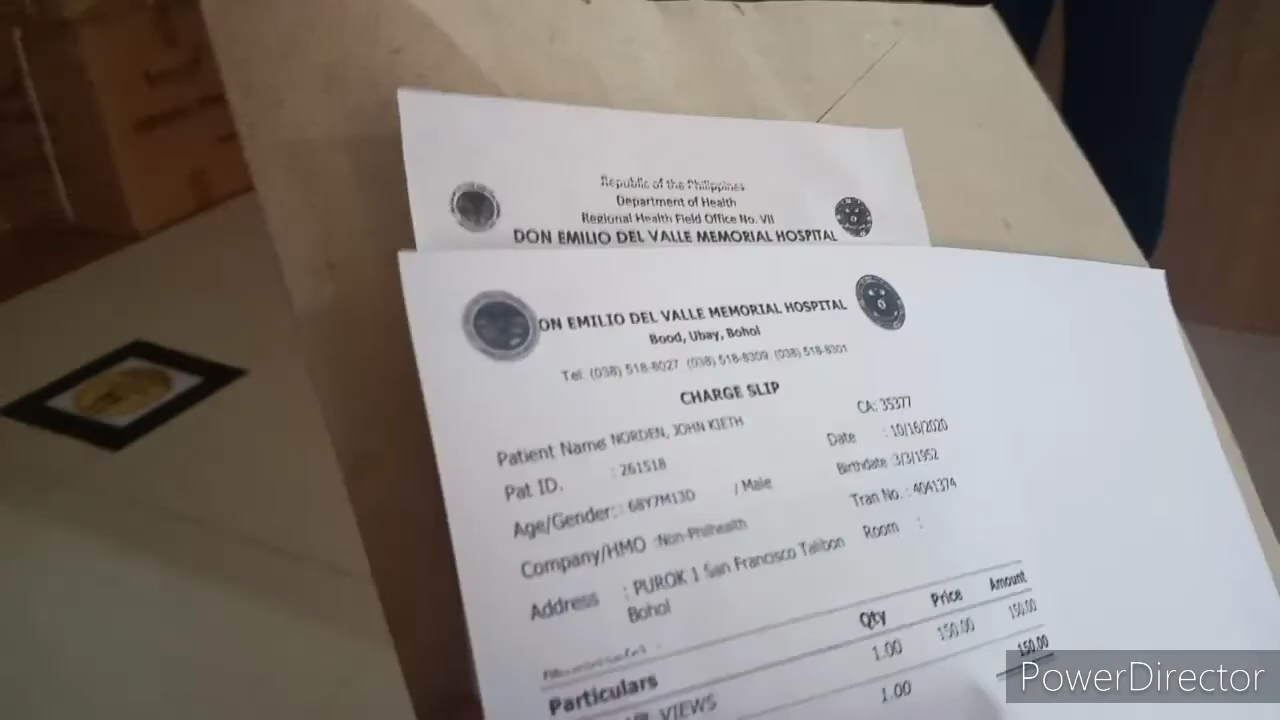 Republic of the Philippines
Department of Health
Regional Health Field Office No. VII
DON EMILIO DEL VALLE MEMORIAL HOSPITAL
ON EMILIO DEL VALLE MEMORIAL HOSPITAL
Bood, Ubay, Bohol
Tel. (038) 518-8027 (038) 518-8309 (038) 518-8301
CHARGE SLIP
CA: 35377
Patient Name NORDEN, JOHN KIETH
Date : 10/16/2020
Pat ID. : 261518
Birthdate :3/3/1952
Age/Gender: : 68Y7M13D / Male
Tran No. : 4041374
Company/HMO :Non-Philhealth
Room :
Address : PUROK 1 San Francisco Talibon
Bohol
Particulars Qty Price Amount
VIEWS 1.00 150.00 150.00
1.00 150.00
PowerDirector